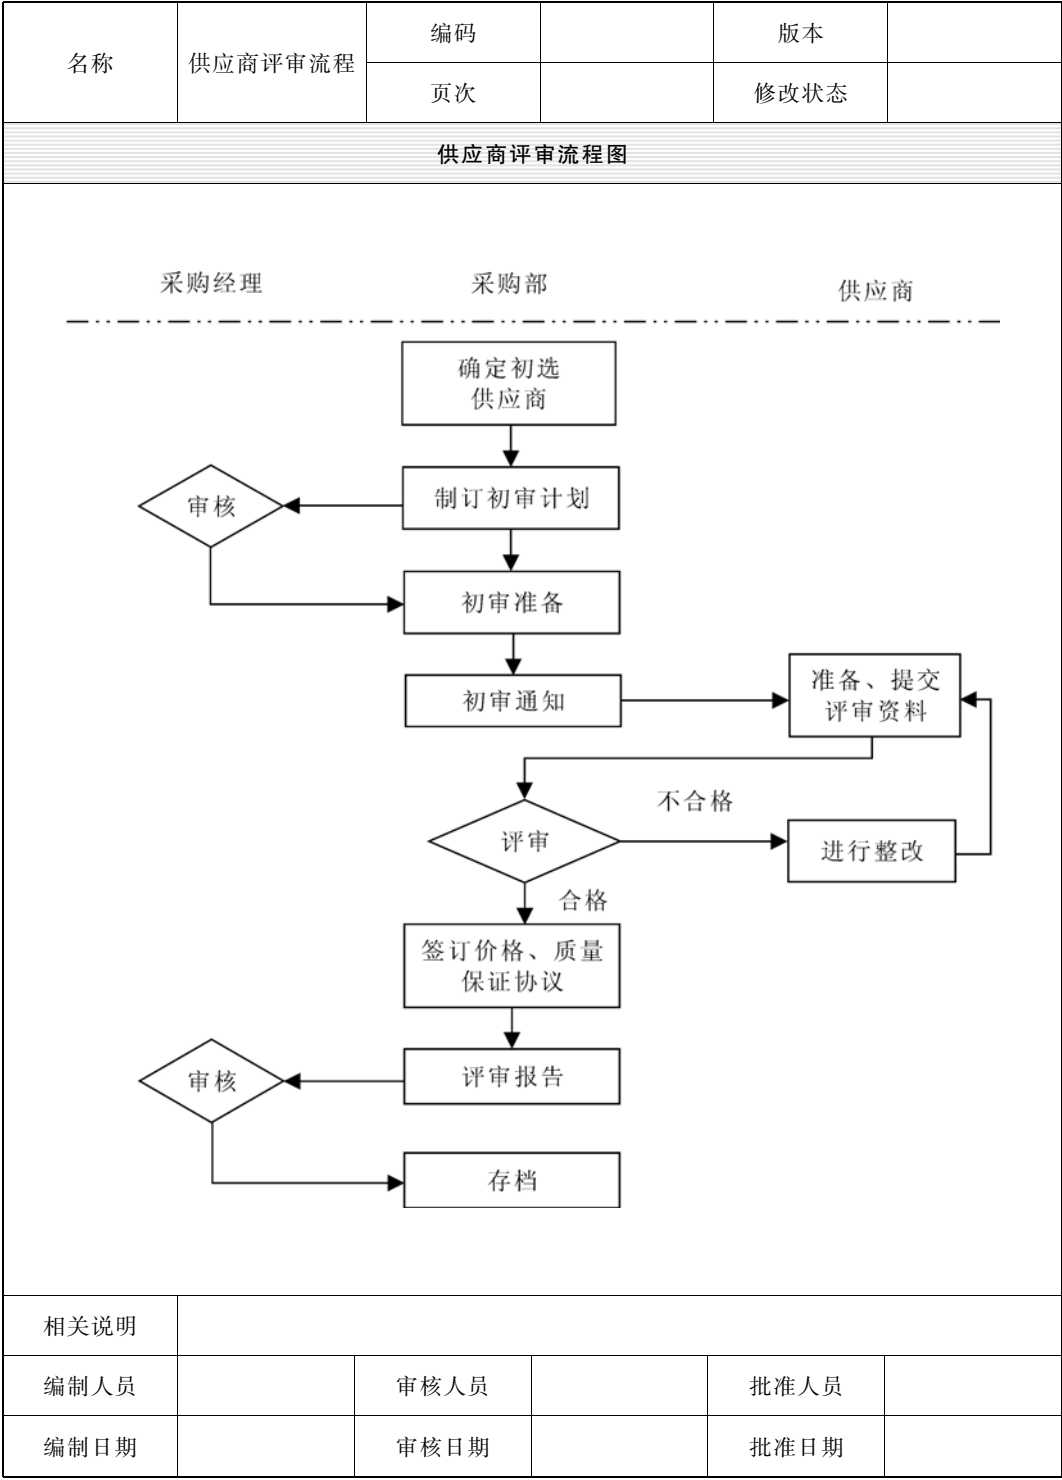 名称
供应商评审流程
编码
版本
页次
修改状态
供应商评审流程图
采购经理
采购部
供应商
确定初选
供应商
审核
制订初审计划
初审准备
初审通知
准备、提交
评审资料
不合格
评审
进行整改
合格
签订价格、质量
保证协议
审核
评审报告
存档
相关说明
编制人员
审核人员
批准人员
编制日期
审核日期
批准日期